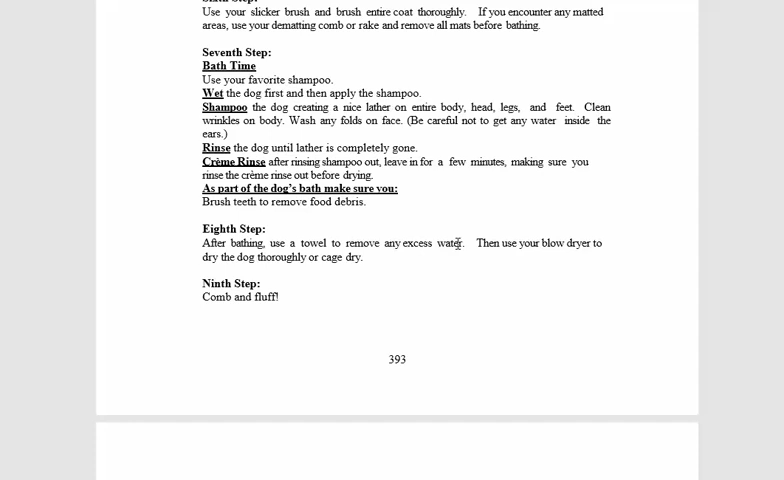 Sixth Step:
Use your slicker brush and brush entire coat thoroughly. If you encounter any matted
areas, use your dematting comb or rake and remove all mats before bathing.
Seventh Step:
Bath Time
Use your favorite shampoo.
Wet the dog first and then apply the shampoo.
Shampoo the dog creating a nice lather on entire body, head, legs, and feet. Clean
wrinkles on body. Wash any folds on face. (Be careful not to get any water inside the
ears.)
Rinse the dog until lather is completely gone.
Crème Rinse after rinsing shampoo out, leave in for a few minutes, making sure you
rinse the crème rinse out before drying.
As part of the dog's bath make sure you:
Brush teeth to remove food debris.
Eighth Step:
After bathing, use a towel to remove any excess water. Then use your blow dryer to
dry the dog thoroughly or cage dry.
Ninth Step:
Comb and fluff!
393